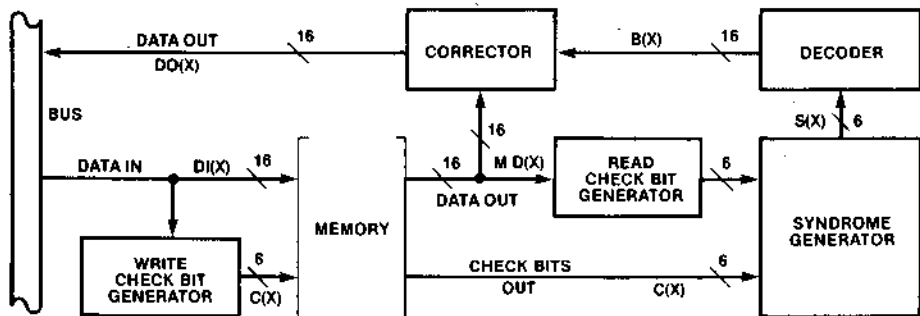 DATA OUT
16
DO(X)
CORRECTOR
B(X)
16
DECODER
BUS
16
S(X)
6
DATA IN
DI(X)
16
16
M D(X)
DATA OUT
READ
CHECK BIT
GENERATOR
6
SYNDROME
GENERATOR
MEMORY
WRITE
CHECK BIT
GENERATOR
6
C(X)
CHECK BITS
OUT
C(X)
6